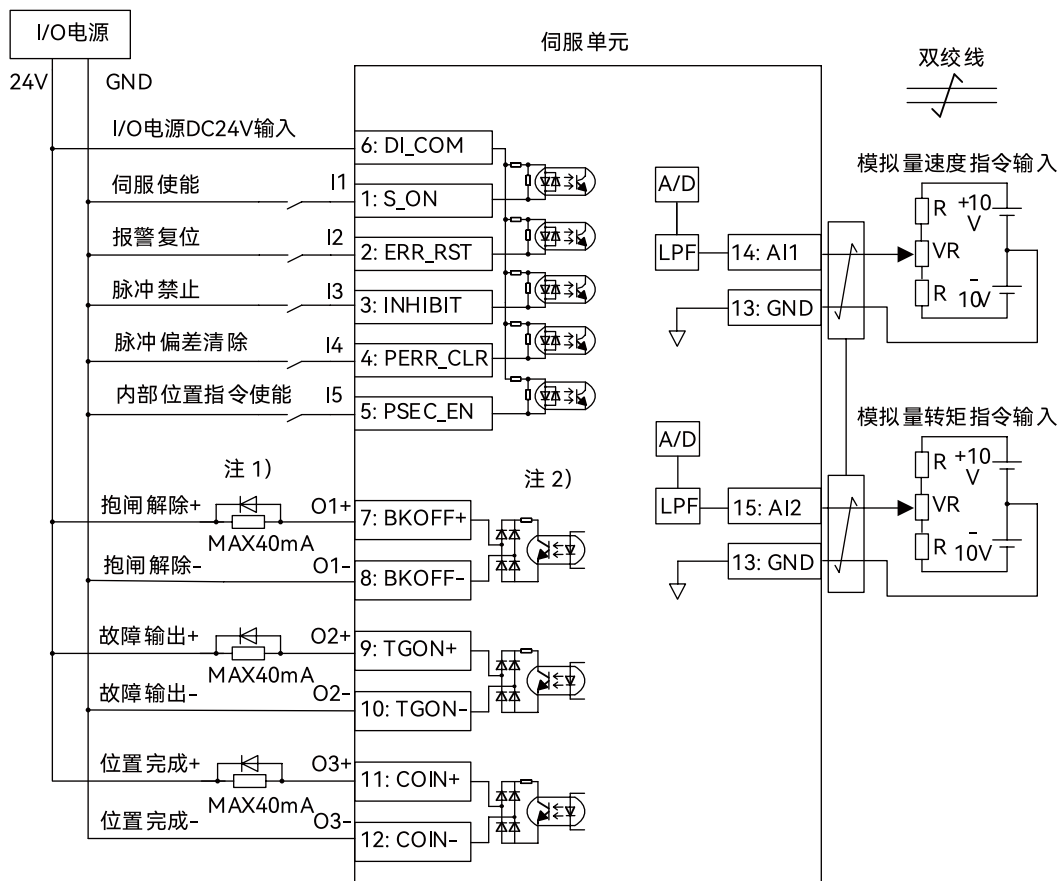 I/O电源
24V
GND
伺服单元
双绞线
I/O电源DC24V输入
6: DI_COM
伺服使能
I1
1: S_ON
报警复位
I2
2: ERR_RST
脉冲禁止
I3
3: INHIBIT
脉冲偏差清除
I4
4: PERR_CLR
内部位置指令使能
I5
5: PSEC_EN
注 1）
抱闸解除+
MAX40mA
O1+
7: BKOFF+
注 2）
抱闸解除-
O1-
8: BKOFF-
故障输出+
MAX40mA
O2+
9: TGON+
故障输出-
O2-
10: TGON-
位置完成+
MAX40mA
O3+
11: COIN+
位置完成-
O3-
12: COIN-
A/D
LPF
14: AI1
13: GND
模拟量速度指令输入
R
+10
V
VR
R
-
10V
A/D
LPF
15: AI2
13: GND
模拟量转矩指令输入
R
+10
V
VR
R
-
10V